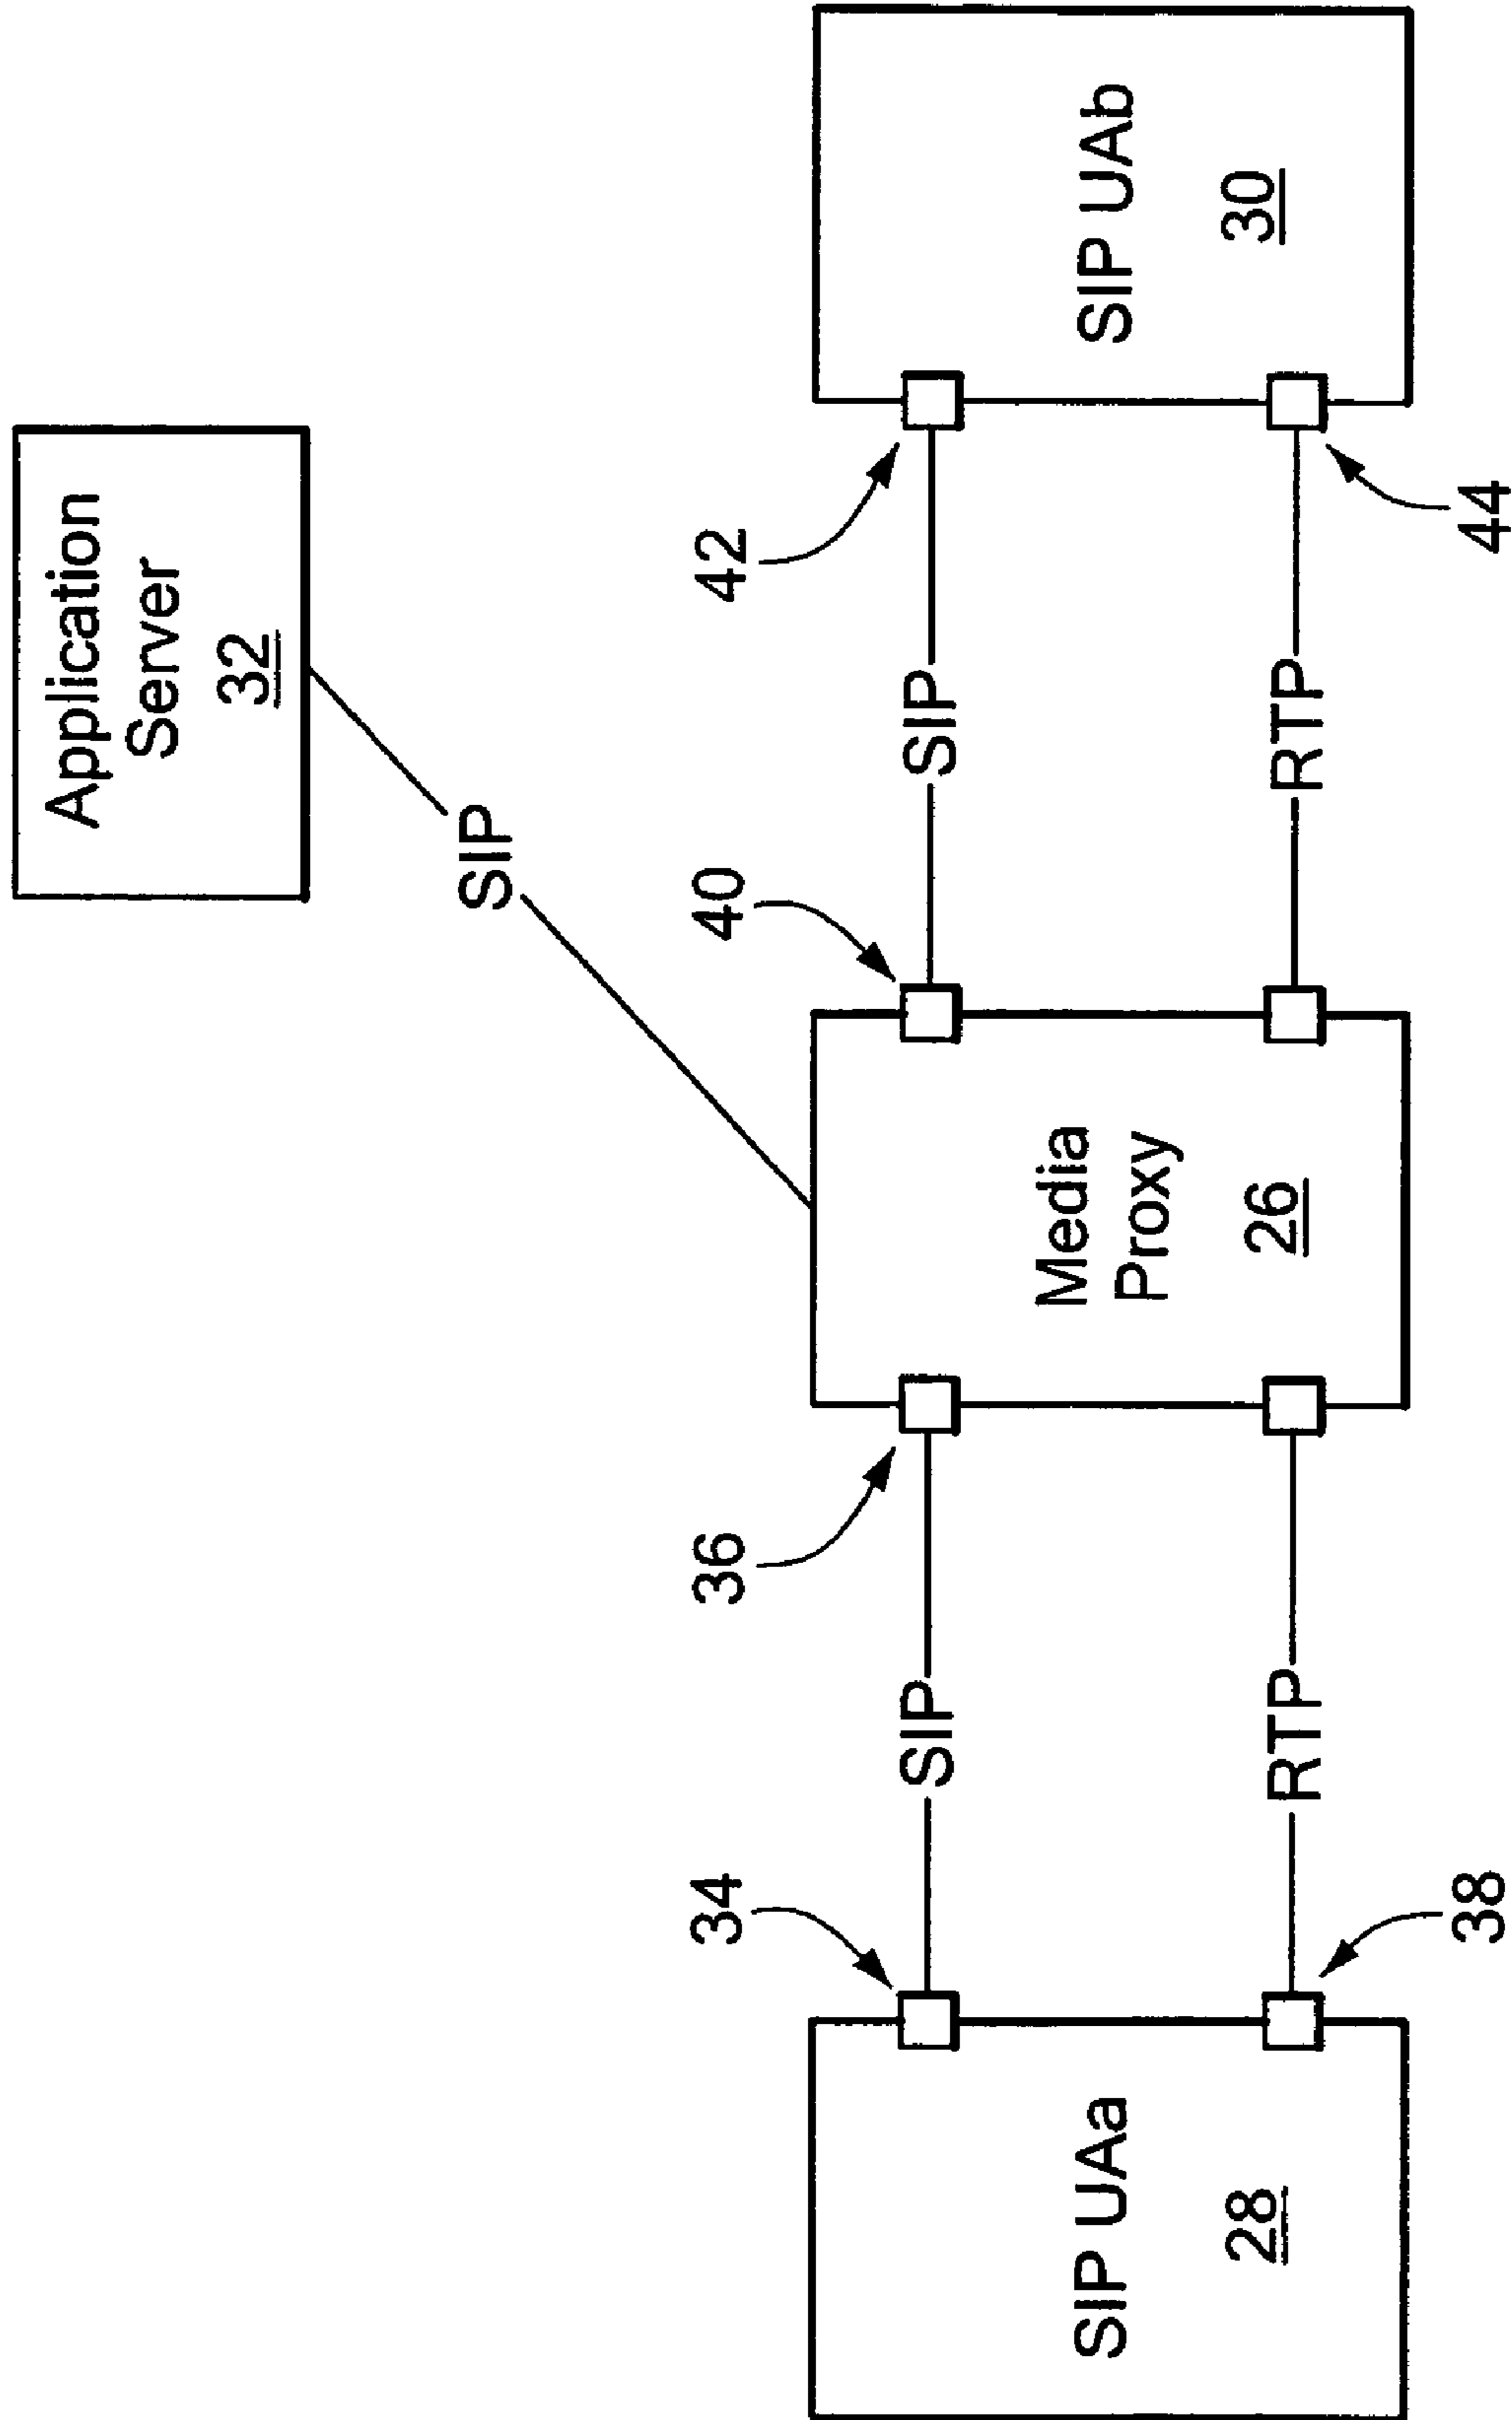 Application
Server
32
SIP
34
36
40
42
SIP
SIP
SIP UAa
28
Media
Proxy
26
SIP UAb
30
RTP
RTP
38
44